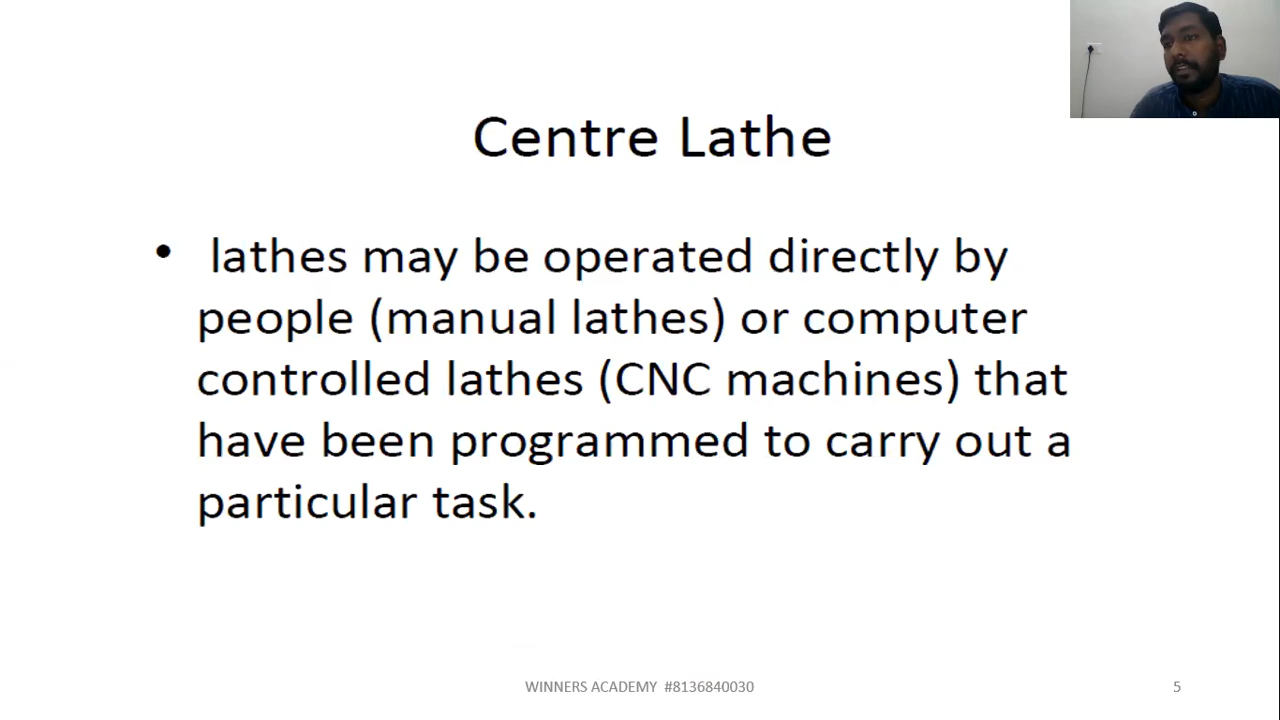 Centre Lathe
• lathes may be operated directly by
people (manual lathes) or computer
controlled lathes (CNC machines) that
have been programmed to carry out a
particular task.
WINNERS ACADEMY #8136840030
5